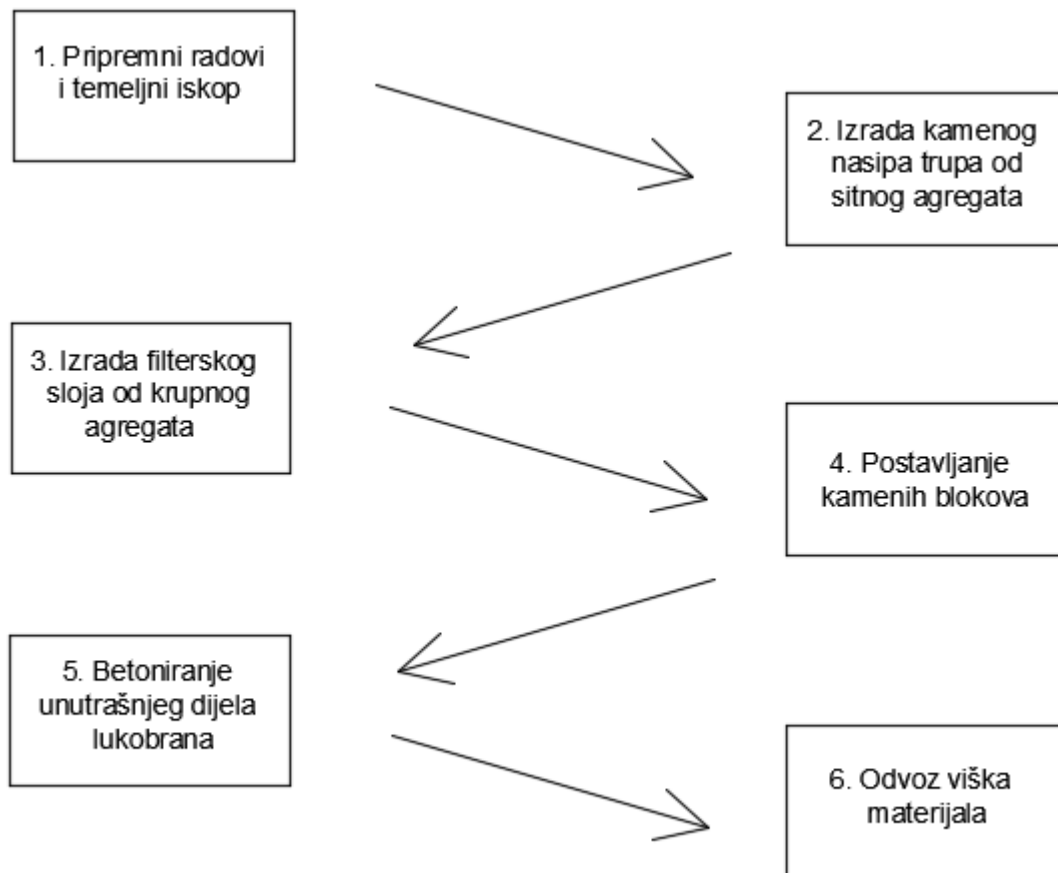 1. Pripremni radovi
i temeljni iskop
2. Izrada kamenog
nasipa trupa od
sitnog agregata
3. Izrada filterskog
sloja od krupnog
agregata
4. Postavljanje
kamenih blokova
5. Betoniranje
unutrašnjeg dijela
lukobrana
6. Odvoz viška
materijala